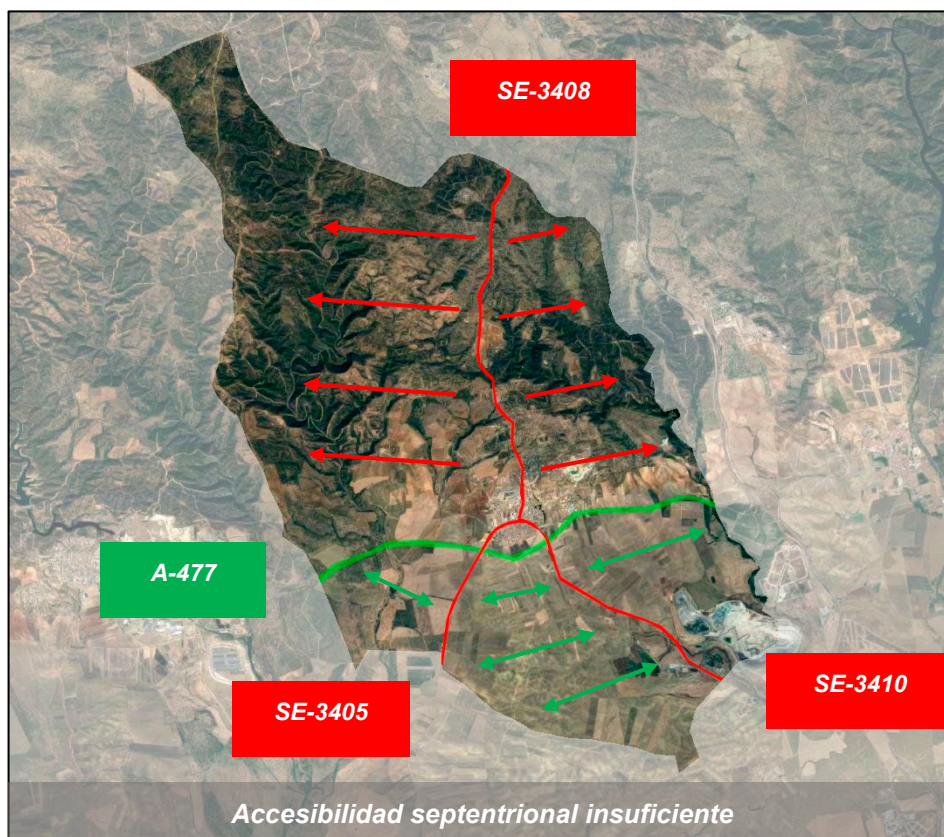 SE-3408
A-477
SE-3405
SE-3410
Accesibilidad septentrional insuficiente